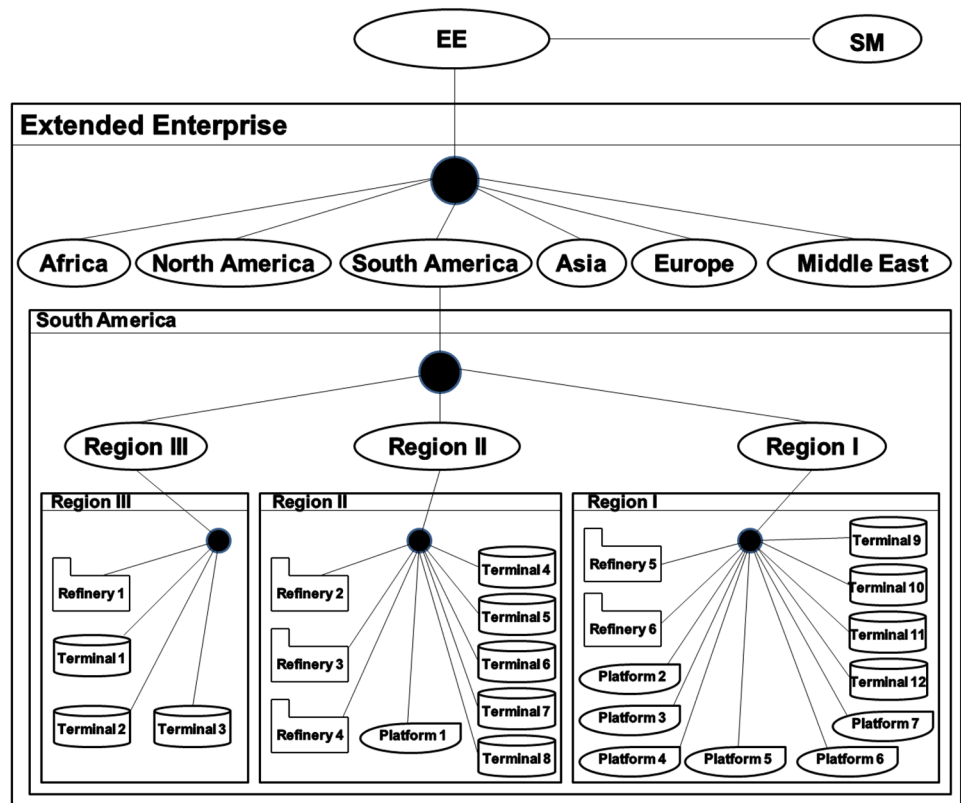 EE
SM
Extended Enterprise
Africa
North America
South America
Asia
Europe
Middle East
South America
Region III
Region II
Region I
Region III
Refinery 1
Terminal 1
Terminal 2
Terminal 3
Region II
Refinery 2
Refinery 3
Refinery 4
Platform 1
Terminal 4
Terminal 5
Terminal 6
Terminal 7
Terminal 8
Region I
Refinery 5
Refinery 6
Platform 2
Platform 3
Platform 4
Platform 5
Platform 6
Platform 7
Terminal 9
Terminal 10
Terminal 11
Terminal 12